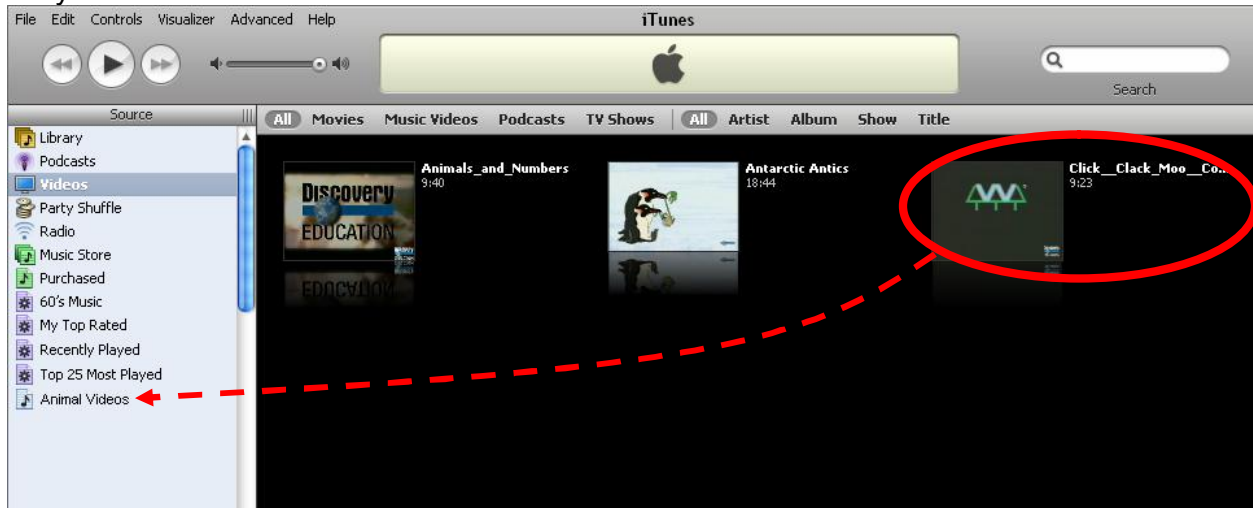 File Edit Controls Visualizer Advanced Help
iTunes
Search
Source
All Movies Music Videos Podcasts TV Shows All Artist Album Show Title
Library
Podcasts
Videos
Party Shuffle
Radio
Music Store
Purchased
60's Music
My Top Rated
Recently Played
Top 25 Most Played
Animal Videos
Animals_and_Numbers
9:40
DISCOVERY
EDUCATION
Antarctic Antics
18:44
Click__Clack_Moo__Co...
9:23